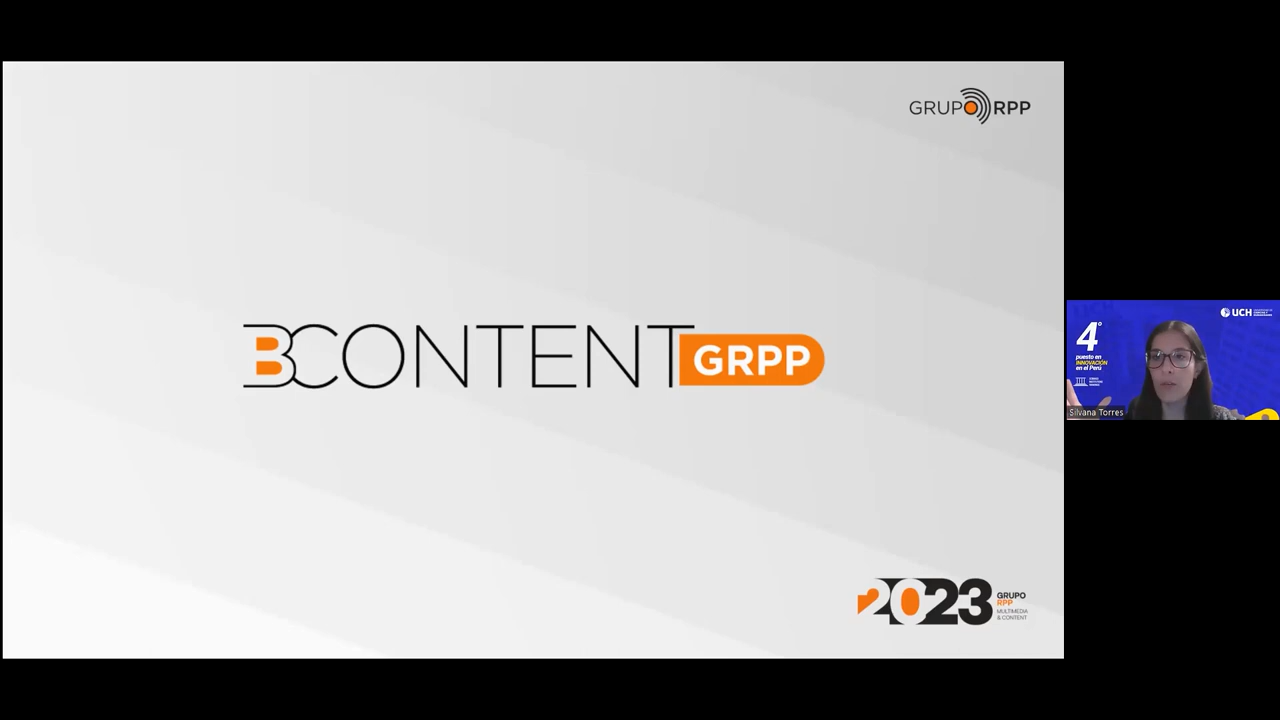 GRUPO RPP
BCONTENT GRPP
2023 GRUPO
RPP
MULTIMEDIA
& CONTENT
UCH
4°
puesto en
INNOVACIÓN
en el Perú
Silvana Torres